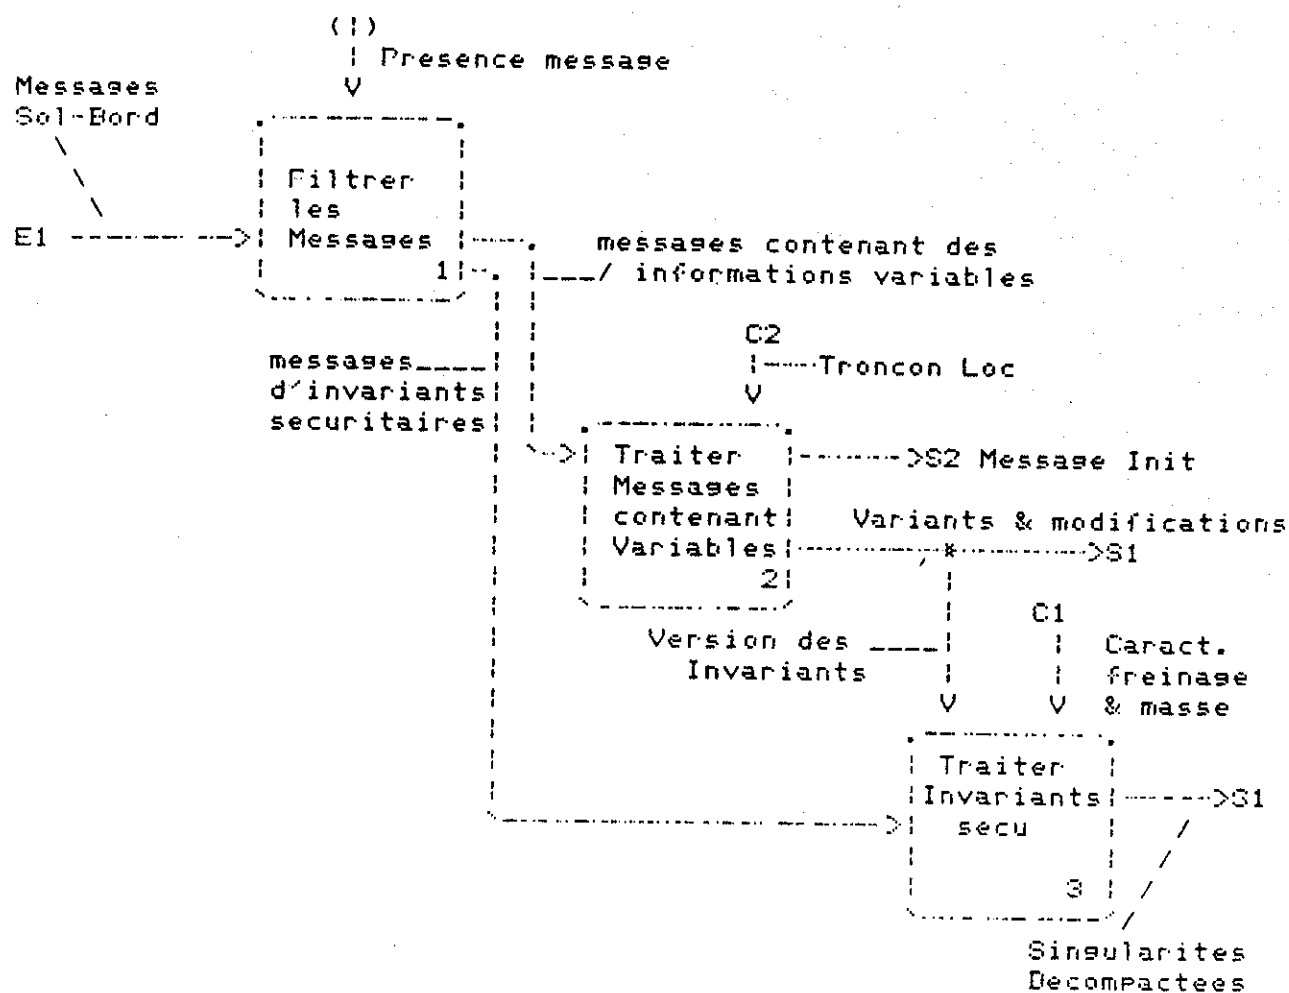 (¦)
Presence message
Messages
Sol-Bord
Filtrer
les
E1 Messages
1
messages contenant des
informations variables
C2
messages
Troncon Loc
d'invariants
securitaires
Traiter
S2 Message Init
Messages
contenant
Variants & modifications
Variables
S1
2
C1
Version des
Invariants
Caract.
freinage
& masse
Traiter
Invariants
S1
secu
3
Singularites
Decompactees